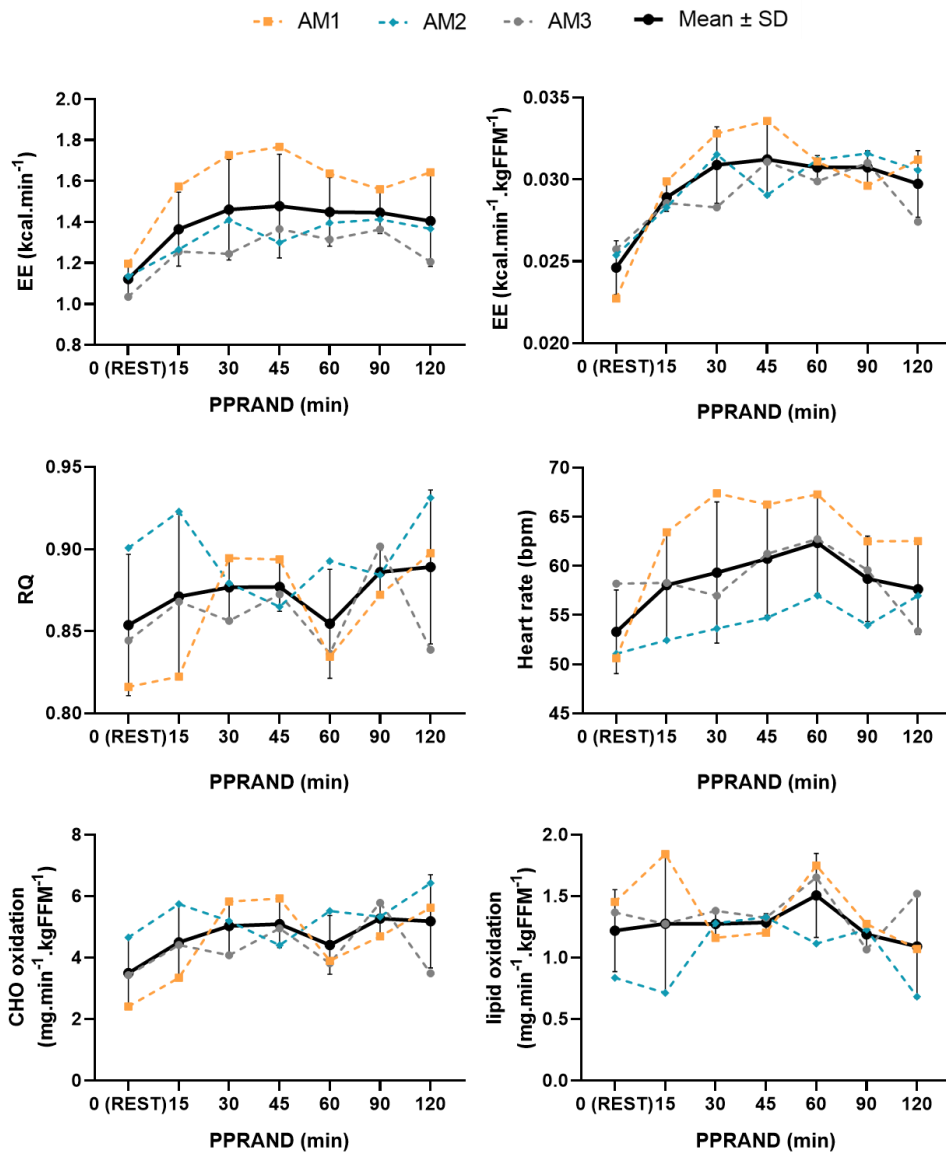 AM1 AM2 AM3 Mean ± SD
EE (kcal.min⁻¹)
2.0
1.8
1.6
1.4
1.2
1.0
0.8
0 (REST) 15 30 45 60 90 120
PPRAND (min)
EE (kcal.min⁻¹.kgFFM⁻¹)
0.035
0.030
0.025
0.020
0 (REST) 15 30 45 60 90 120
PPRAND (min)
RQ
0.95
0.90
0.85
0.80
0 (REST) 15 30 45 60 90 120
PPRAND (min)
Heart rate (bpm)
70
65
60
55
50
45
0 (REST) 15 30 45 60 90 120
PPRAND (min)
CHO oxidation
(mg.min⁻¹.kgFFM⁻¹)
8
6
4
2
0
0 (REST) 15 30 45 60 90 120
PPRAND (min)
lipid oxidation
(mg.min⁻¹.kgFFM⁻¹)
2.0
1.5
1.0
0.5
0.0
0 (REST) 15 30 45 60 90 120
PPRAND (min)